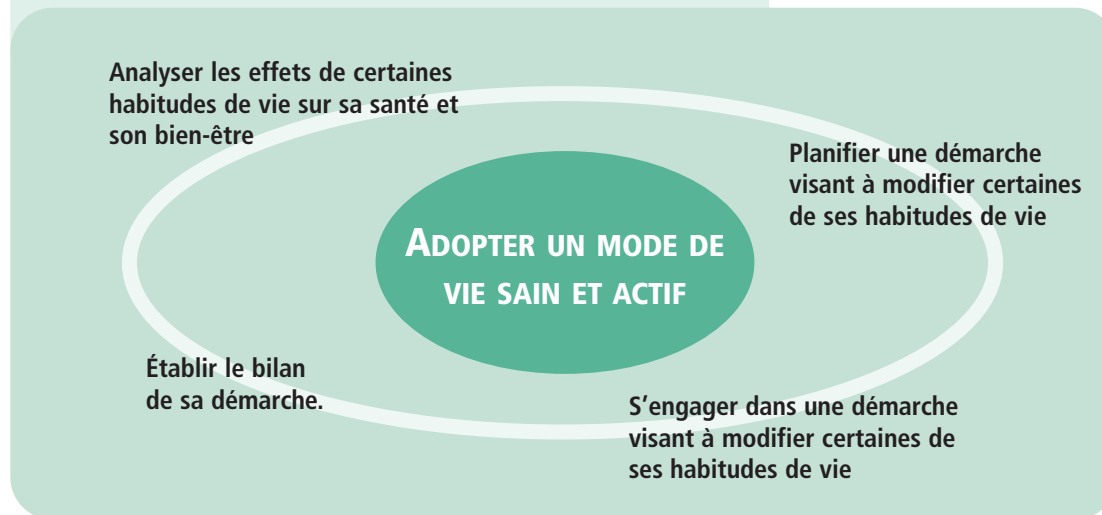 Analyser les effets de certaines
habitudes de vie sur sa santé et
son bien-être
Planifier une démarche
visant à modifier certaines
de ses habitudes de vie
ADOPTER UN MODE DE
VIE SAIN ET ACTIF
Établir le bilan
de sa démarche.
S’engager dans une démarche
visant à modifier certaines de
ses habitudes de vie